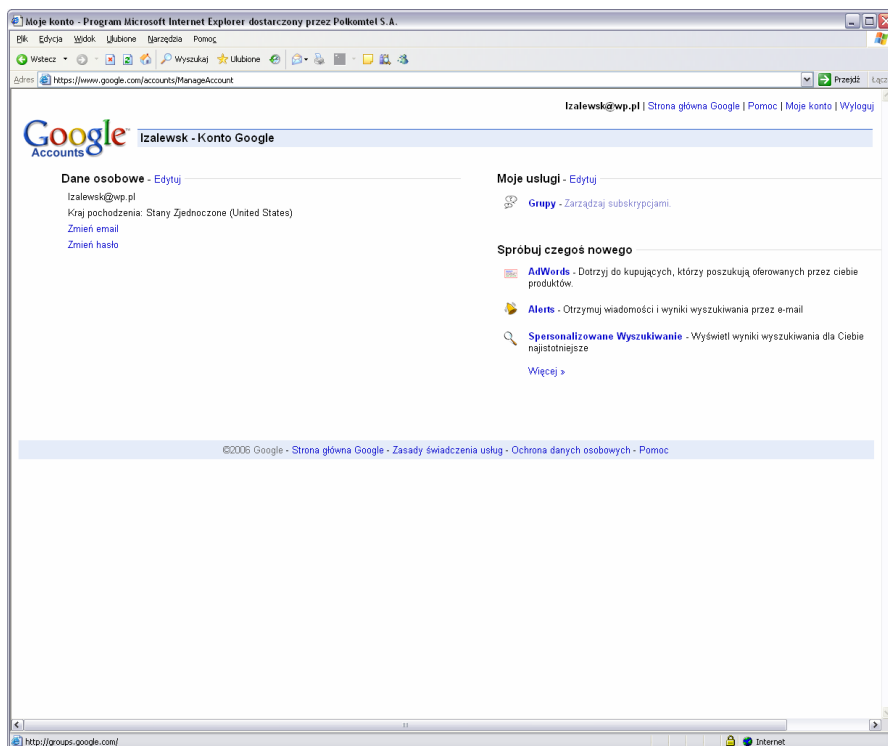 Moje konto - Program Microsoft Internet Explorer dostarczony przez Polkomtel S.A.
Plik Edycja Widok Ulubione Narzędzia Pomoc
Wstecz Wyszukaj Ulubione
Adres https://www.google.com/accounts/ManageAccount Przejdź Łącz
lzalewsk@wp.pl | Strona główna Google | Pomoc | Moje konto | Wyloguj
Google™
Accounts
lzalewsk - Konto Google
Dane osobowe - Edytuj
lzalewsk@wp.pl
Kraj pochodzenia: Stany Zjednoczone (United States)
Zmień email
Zmień hasło
Moje usługi - Edytuj
Grupy - Zarządzaj subskrypcjami.
Spróbuj czegoś nowego
AdWords - Dotrzyj do kupujących, którzy poszukują oferowanych przez ciebie
produktów.
Alerts - Otrzymuj wiadomości i wyniki wyszukiwania przez e-mail
Spersonalizowane Wyszukiwanie - Wyświetl wyniki wyszukiwania dla Ciebie
najistotniejsze
Więcej »
©2006 Google - Strona główna Google - Zasady świadczenia usług - Ochrona danych osobowych - Pomoc
http://groups.google.com/ Internet